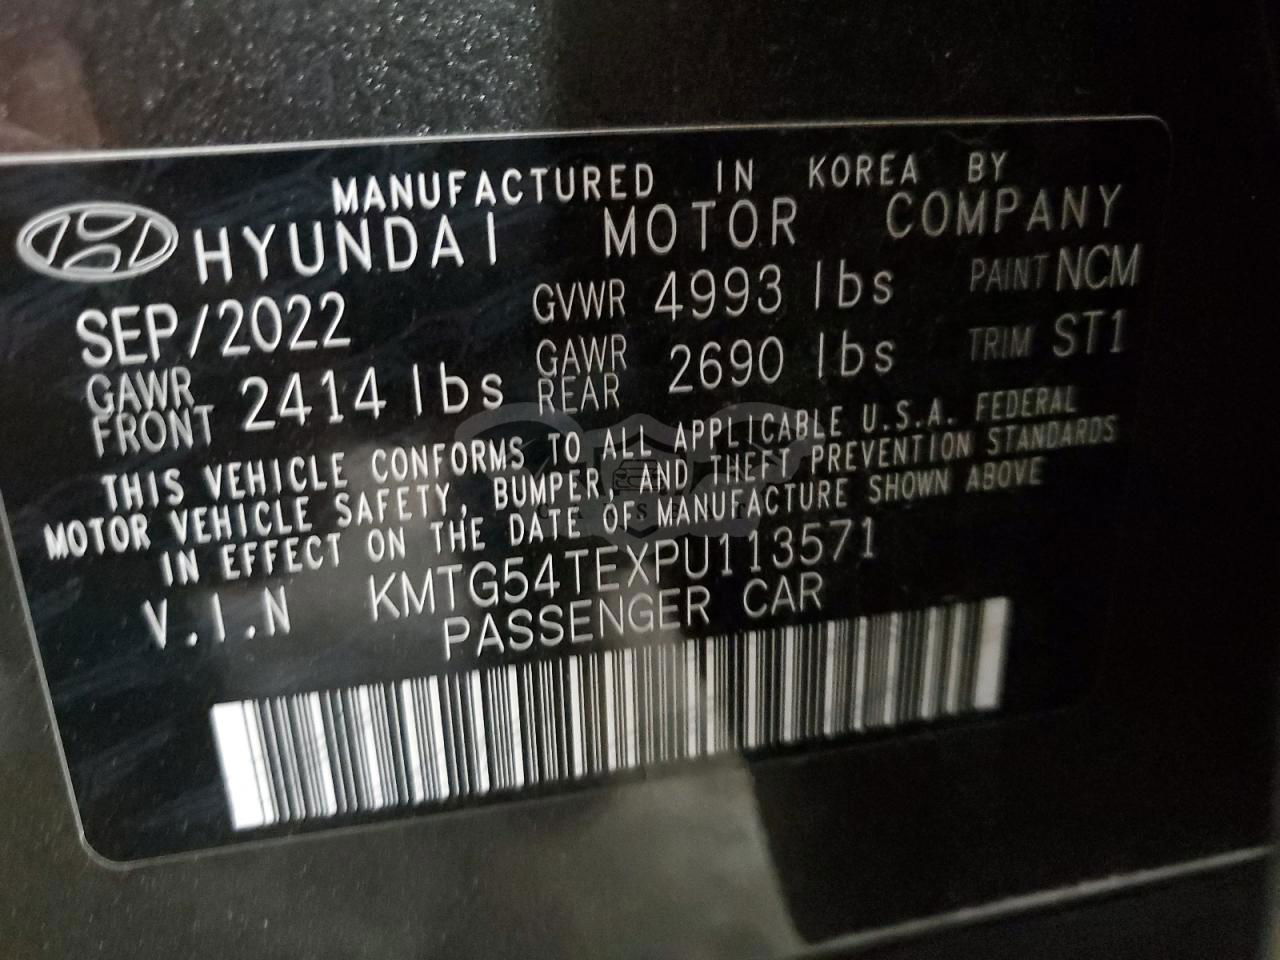 MANUFACTURED IN KOREA BY
HYUNDAI MOTOR COMPANY
SEP/2022 GVWR 4993 lbs PAINT NCM
GAWR FRONT 2414 lbs GAWR REAR 2690 lbs TRIM ST1
THIS VEHICLE CONFORMS TO ALL APPLICABLE U.S.A. FEDERAL
MOTOR VEHICLE SAFETY, BUMPER, AND THEFT PREVENTION STANDARDS
IN EFFECT ON THE DATE OF MANUFACTURE SHOWN ABOVE
V.I.N KMTG54TEXPU113571
PASSENGER CAR